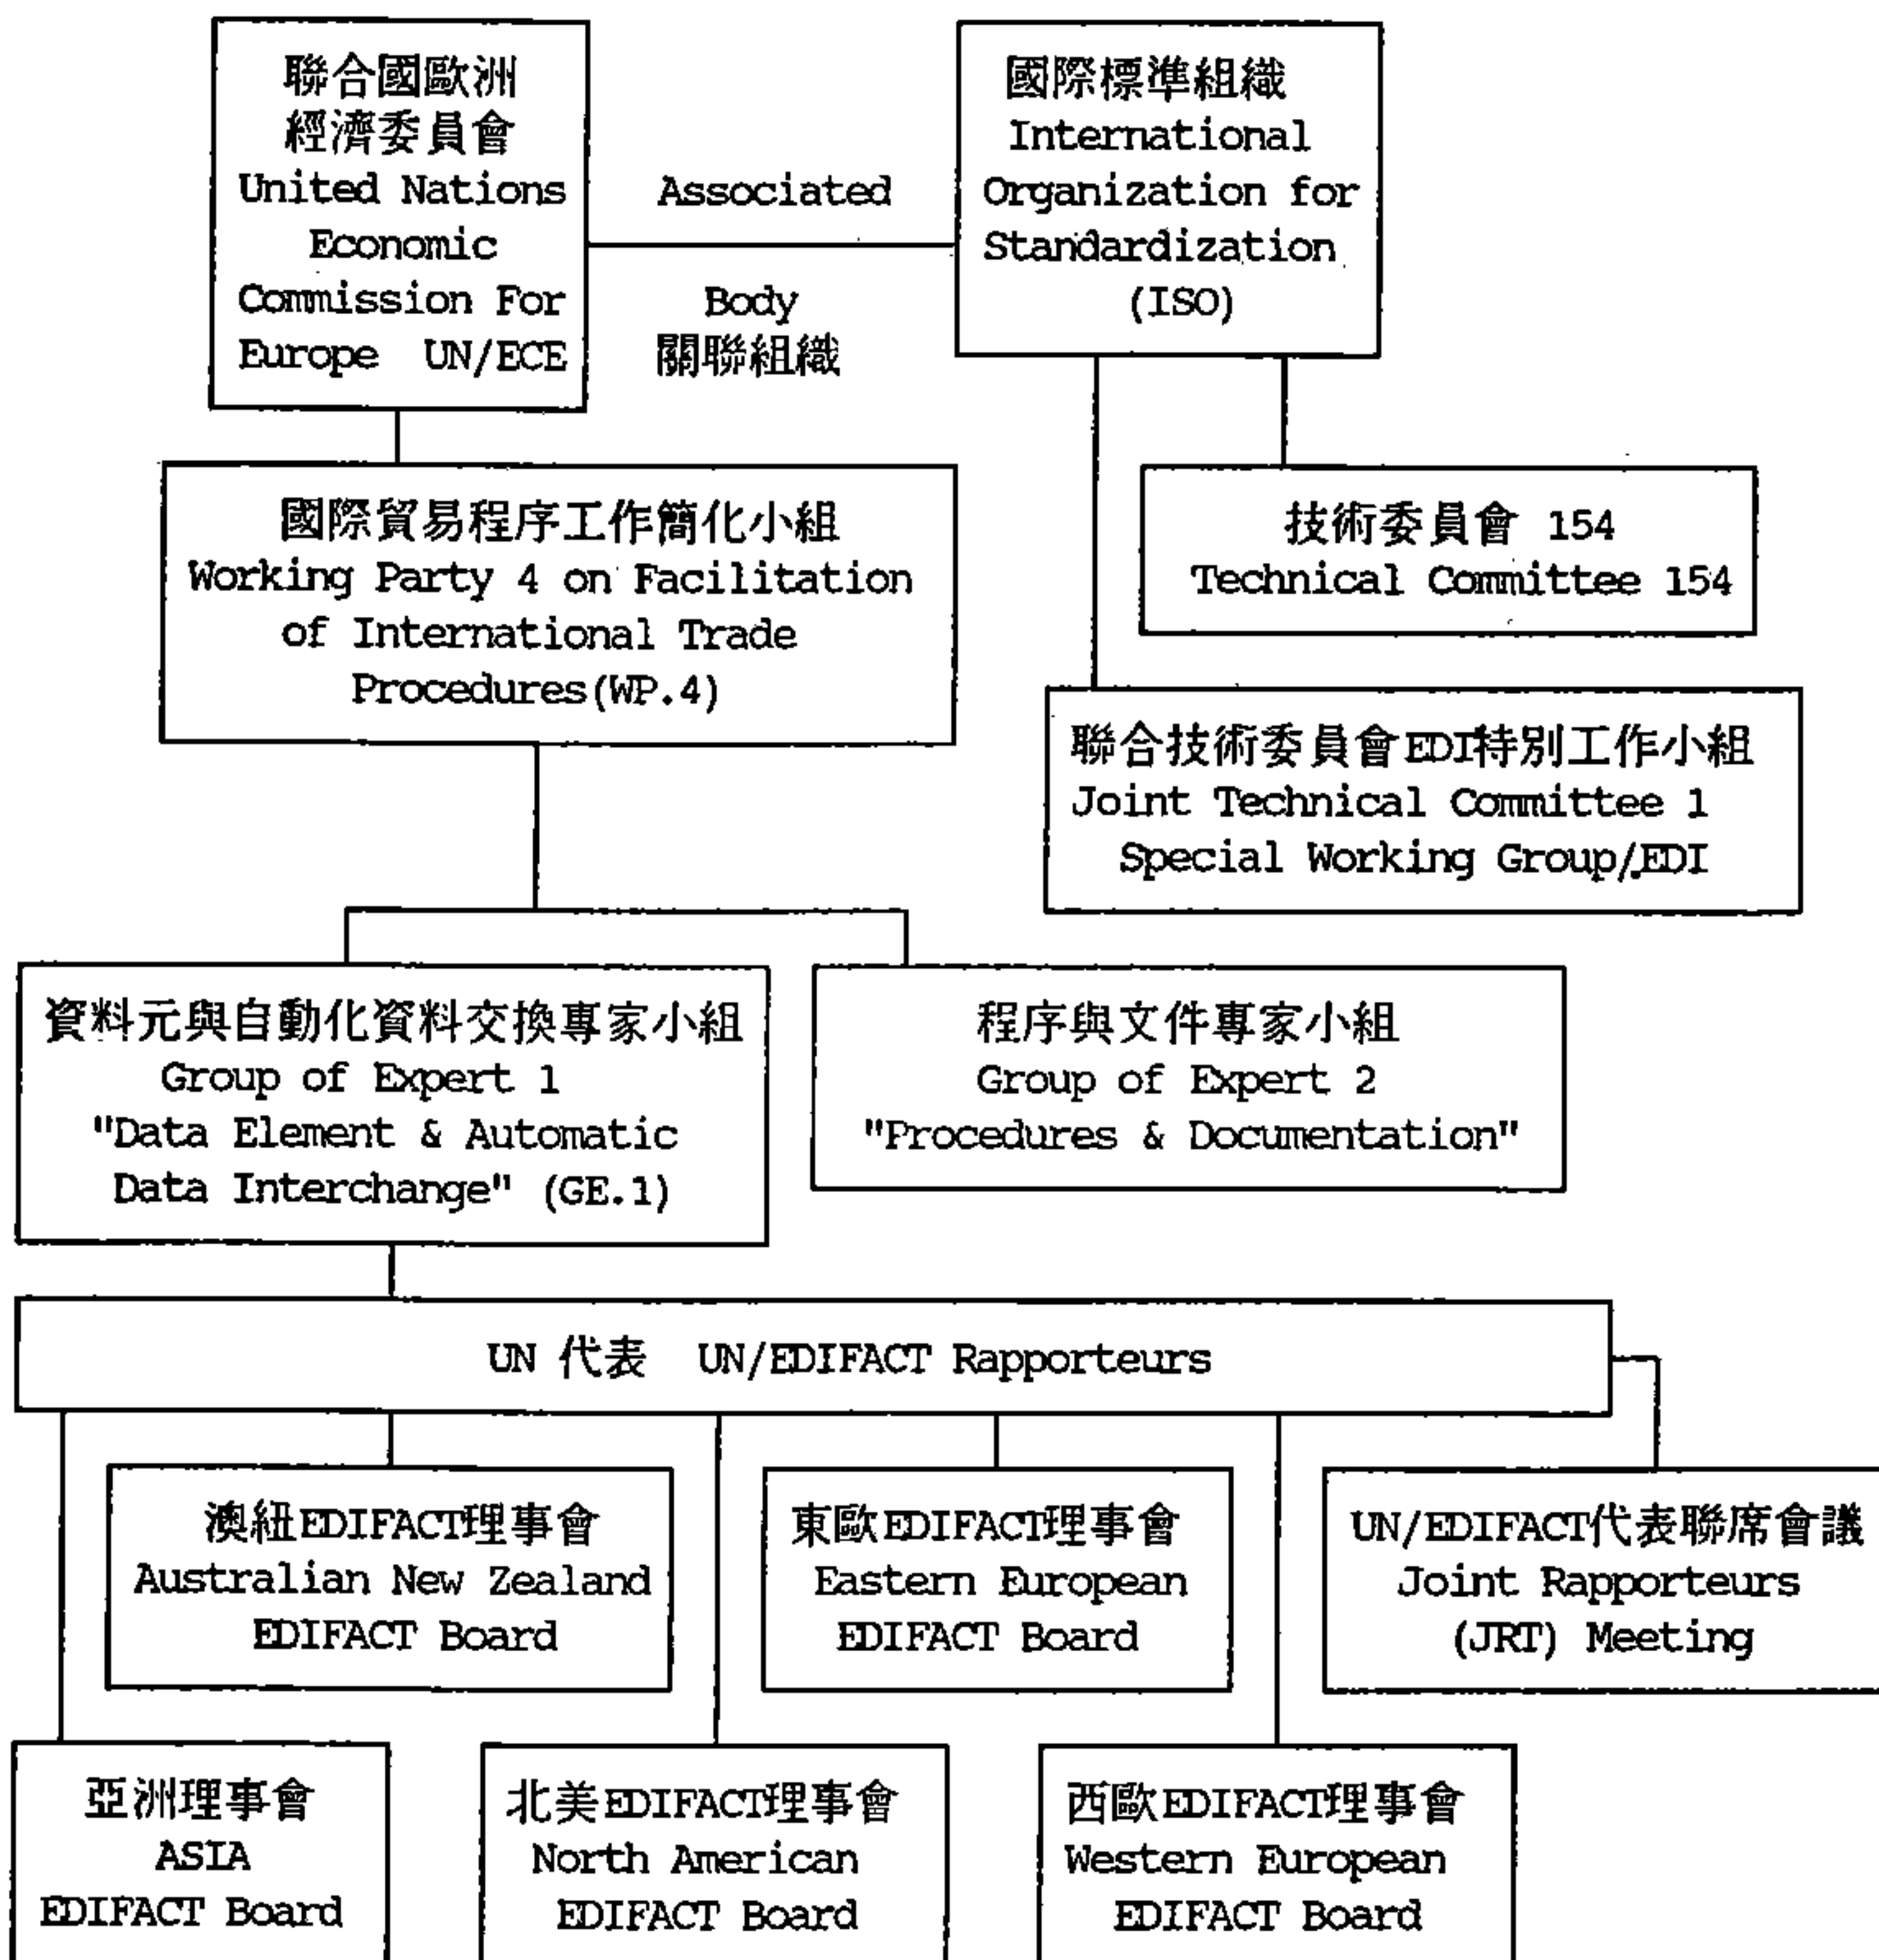 聯合國歐洲
經濟委員會
United Nations
Economic
Commission For
Europe UN/ECE
Associated
Body
關聯組織
國際標準組織
International
Organization for
Standardization
(ISO)
國際貿易程序工作簡化小組
Working Party 4 on Facilitation
of International Trade
Procedures(WP.4)
技術委員會 154
Technical Committee 154
聯合技術委員會EDI特別工作小組
Joint Technical Committee 1
Special Working Group/EDI
資料元與自動化資料交換專家小組
Group of Expert 1
"Data Element & Automatic
Data Interchange" (GE.1)
程序與文件專家小組
Group of Expert 2
"Procedures & Documentation"
UN 代表 UN/EDIFACT Rapporteurs
澳紐EDIFACT理事會
Australian New Zealand
EDIFACT Board
東歐EDIFACT理事會
Eastern European
EDIFACT Board
UN/EDIFACT代表聯席會議
Joint Rapporteurs
(JRT) Meeting
亞洲理事會
ASIA
EDIFACT Board
北美EDIFACT理事會
North American
EDIFACT Board
西歐EDIFACT理事會
Western European
EDIFACT Board